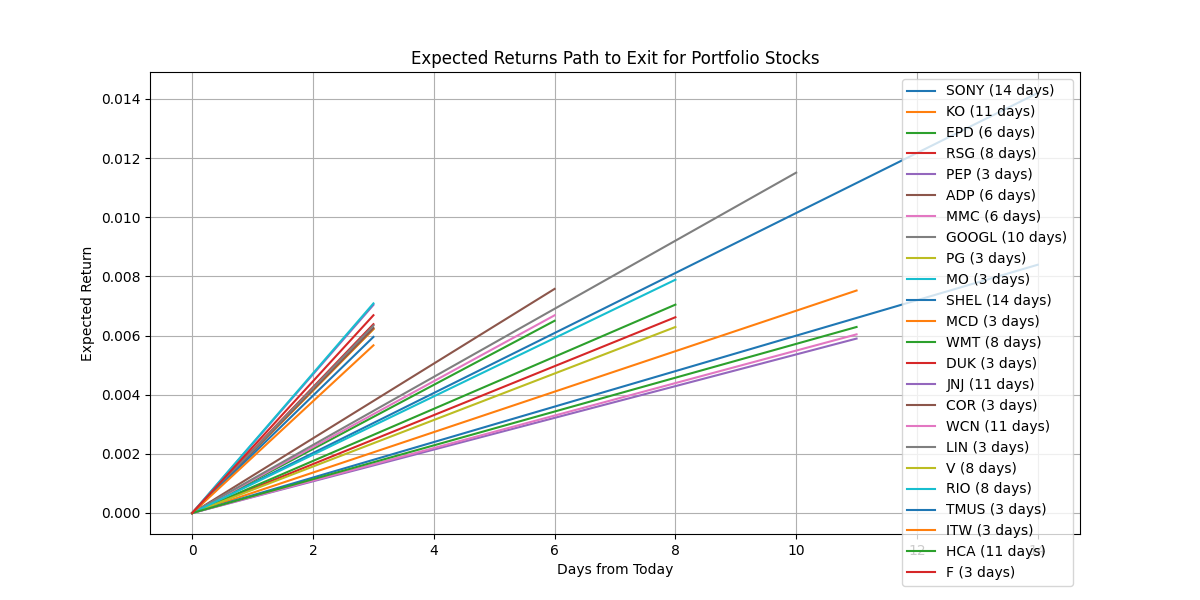 Expected Returns Path to Exit for Portfolio Stocks
Expected Return
0.014
0.012
0.010
0.008
0.006
0.004
0.002
0.000
0
2
4
6
8
10
12
Days from Today
SONY (14 days)
KO (11 days)
EPD (6 days)
RSG (8 days)
PEP (3 days)
ADP (6 days)
MMC (6 days)
GOOGL (10 days)
PG (3 days)
MO (3 days)
SHEL (14 days)
MCD (3 days)
WMT (8 days)
DUK (3 days)
JNJ (11 days)
COR (3 days)
WCN (11 days)
LIN (3 days)
V (8 days)
RIO (8 days)
TMUS (3 days)
ITW (3 days)
HCA (11 days)
F (3 days)